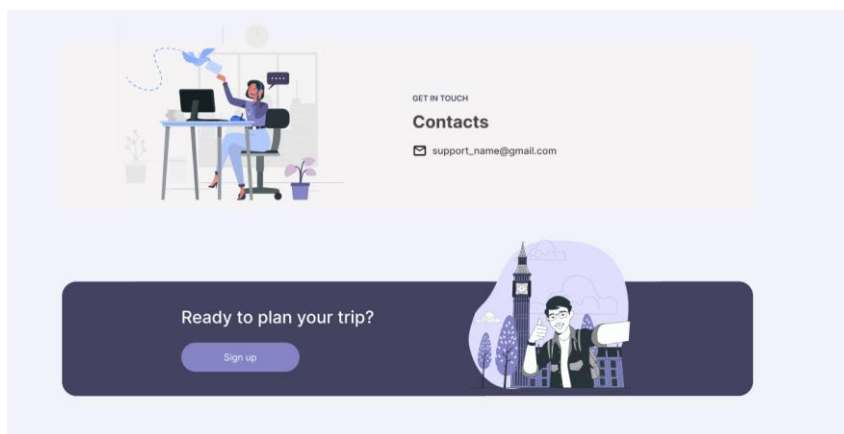 GET IN TOUCH
Contacts
support_name@gmail.com
Ready to plan your trip?
Sign up